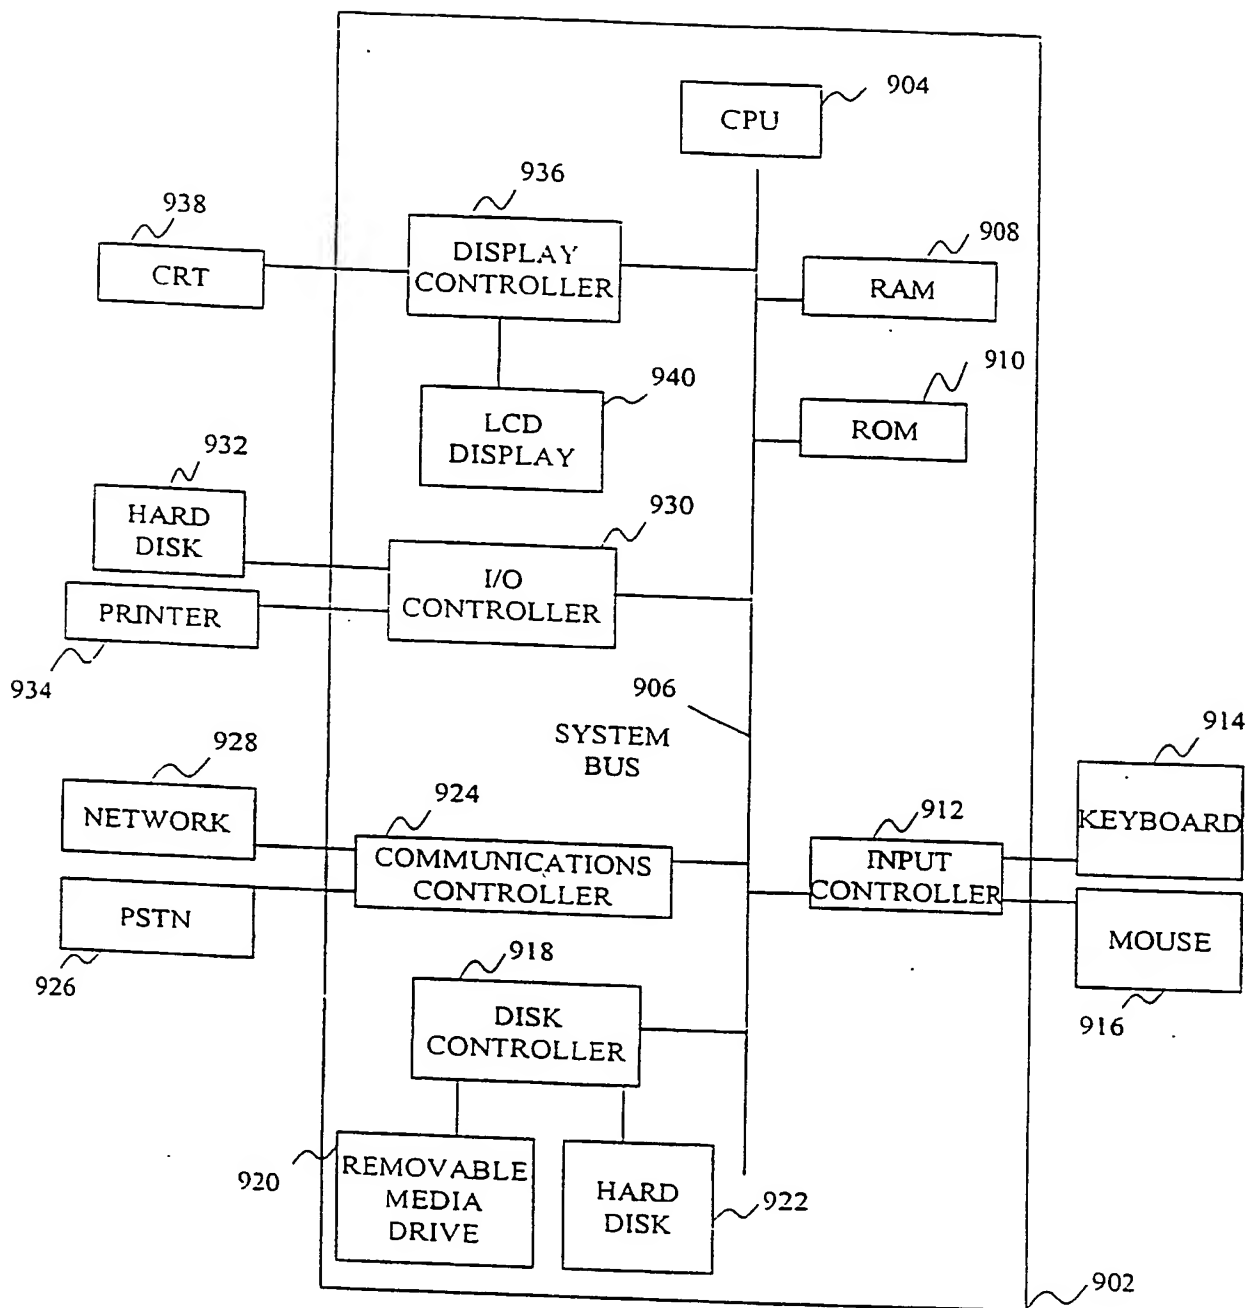 904
CPU
936
938
DISPLAY
CONTROLLER
CRT
908
RAM
910
940
LCD
DISPLAY
ROM
932
HARD
DISK
930
I/O
CONTROLLER
PRINTER
934
906
SYSTEM
BUS
914
928
NETWORK
924
912
KEYBOARD
COMMUNICATIONS
CONTROLLER
INPUT
CONTROLLER
PSTN
926
MOUSE
916
918
DISK
CONTROLLER
920
REMOVABLE
MEDIA
DRIVE
HARD
DISK
922
902